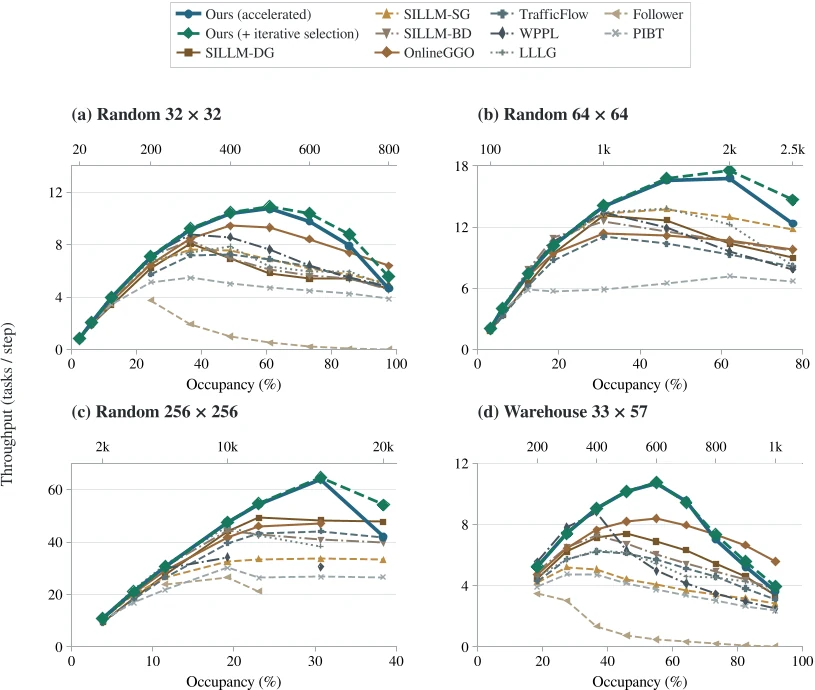 Ours (accelerated)
Ours (+ iterative selection)
SILLM-DG
SILLM-SG
SILLM-BD
OnlineGGO
TrafficFlow
WPPL
LLLG
Follower
PIBT
Throughput (tasks / step)
(a) Random 32 × 32
20 200 400 600 800
12
8
4
0
0 20 40 60 80 100
Occupancy (%)
(b) Random 64 × 64
100 1k 2k 2.5k
18
12
6
0
0 20 40 60 80
Occupancy (%)
(c) Random 256 × 256
2k 10k 20k
60
40
20
0
0 10 20 30 40
Occupancy (%)
(d) Warehouse 33 × 57
200 400 600 800 1k
12
8
4
0
0 20 40 60 80 100
Occupancy (%)